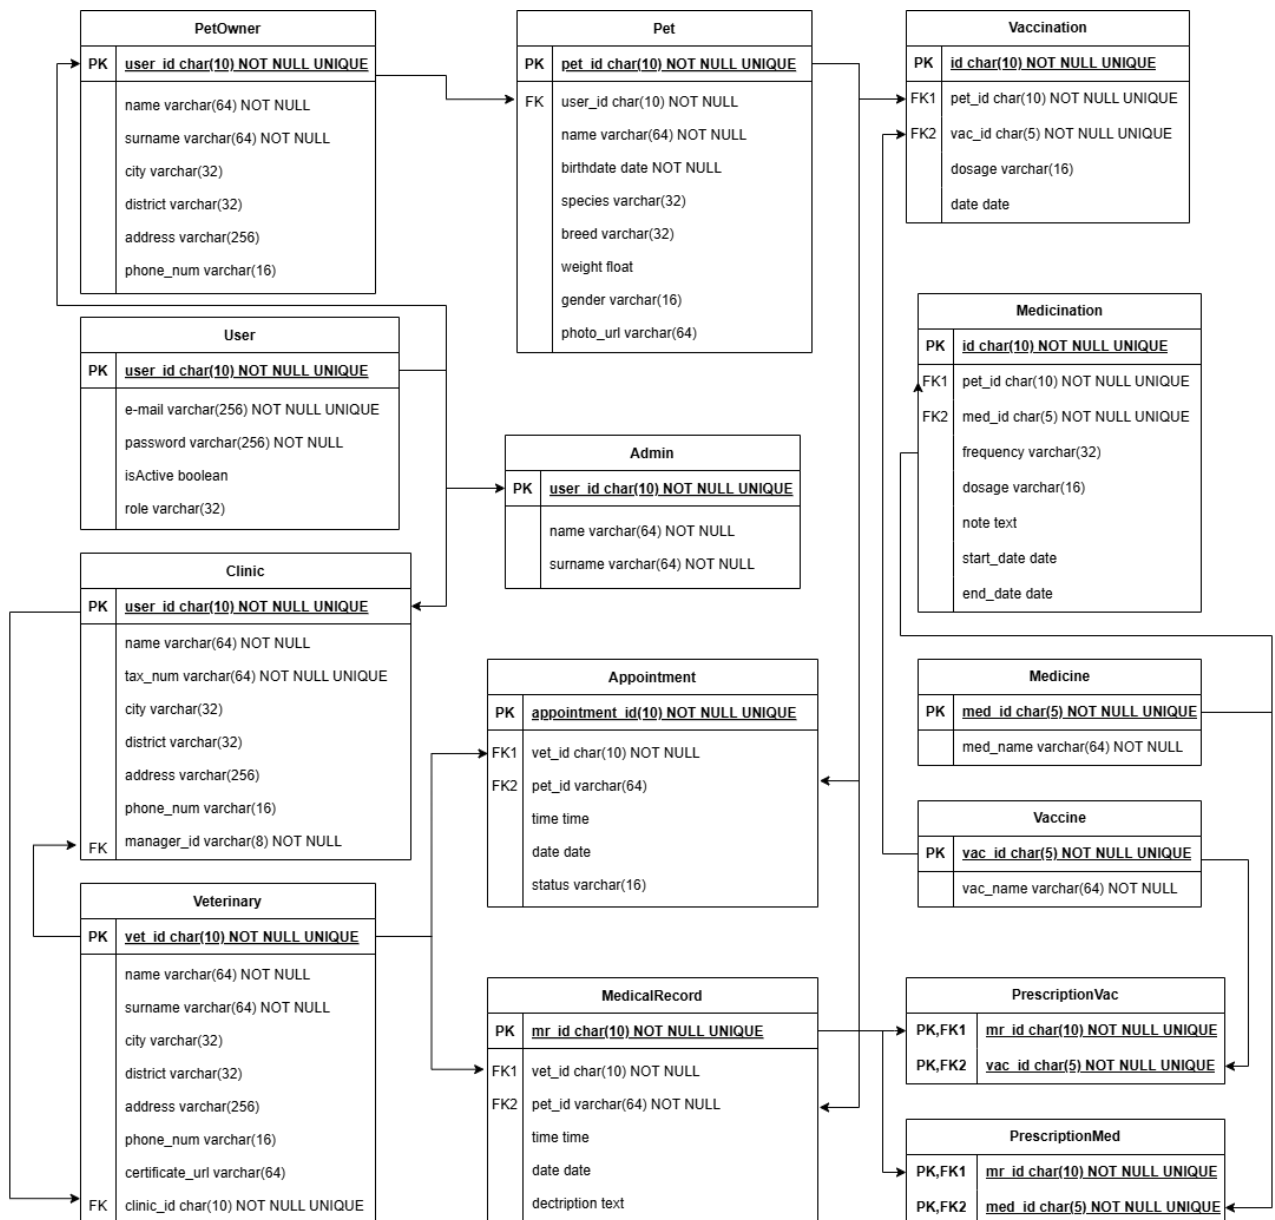 PetOwner
PK user_id char(10) NOT NULL UNIQUE
name varchar(64) NOT NULL
surname varchar(64) NOT NULL
city varchar(32)
district varchar(32)
address varchar(256)
phone_num varchar(16)
Pet
PK pet_id char(10) NOT NULL UNIQUE
FK user_id char(10) NOT NULL
name varchar(64) NOT NULL
birthdate date NOT NULL
species varchar(32)
breed varchar(32)
weight float
gender varchar(16)
photo_url varchar(64)
Vaccination
PK id char(10) NOT NULL UNIQUE
FK1 pet_id char(10) NOT NULL UNIQUE
FK2 vac_id char(5) NOT NULL UNIQUE
dosage varchar(16)
date date
User
PK user_id char(10) NOT NULL UNIQUE
e-mail varchar(256) NOT NULL UNIQUE
password varchar(256) NOT NULL
isActive boolean
role varchar(32)
Medicination
PK id char(10) NOT NULL UNIQUE
FK1 pet_id char(10) NOT NULL UNIQUE
FK2 med_id char(5) NOT NULL UNIQUE
frequency varchar(32)
dosage varchar(16)
note text
start_date date
end_date date
Admin
PK user_id char(10) NOT NULL UNIQUE
name varchar(64) NOT NULL
surname varchar(64) NOT NULL
Clinic
PK user_id char(10) NOT NULL UNIQUE
name varchar(64) NOT NULL
tax_num varchar(64) NOT NULL UNIQUE
city varchar(32)
district varchar(32)
address varchar(256)
phone_num varchar(16)
FK manager_id varchar(8) NOT NULL
Appointment
PK appointment_id(10) NOT NULL UNIQUE
FK1 vet_id char(10) NOT NULL
FK2 pet_id varchar(64)
time time
date date
status varchar(16)
Medicine
PK med_id char(5) NOT NULL UNIQUE
med_name varchar(64) NOT NULL
Vaccine
PK vac_id char(5) NOT NULL UNIQUE
vac_name varchar(64) NOT NULL
Veterinary
PK vet_id char(10) NOT NULL UNIQUE
name varchar(64) NOT NULL
surname varchar(64) NOT NULL
city varchar(32)
district varchar(32)
address varchar(256)
phone_num varchar(16)
certificate_url varchar(64)
FK clinic_id char(10) NOT NULL UNIQUE
MedicalRecord
PK mr_id char(10) NOT NULL UNIQUE
FK1 vet_id char(10) NOT NULL
FK2 pet_id varchar(64) NOT NULL
time time
date date
dectription text
PrescriptionVac
PK,FK1 mr_id char(10) NOT NULL UNIQUE
PK,FK2 vac_id char(5) NOT NULL UNIQUE
PrescriptionMed
PK,FK1 mr_id char(10) NOT NULL UNIQUE
PK,FK2 med_id char(5) NOT NULL UNIQUE